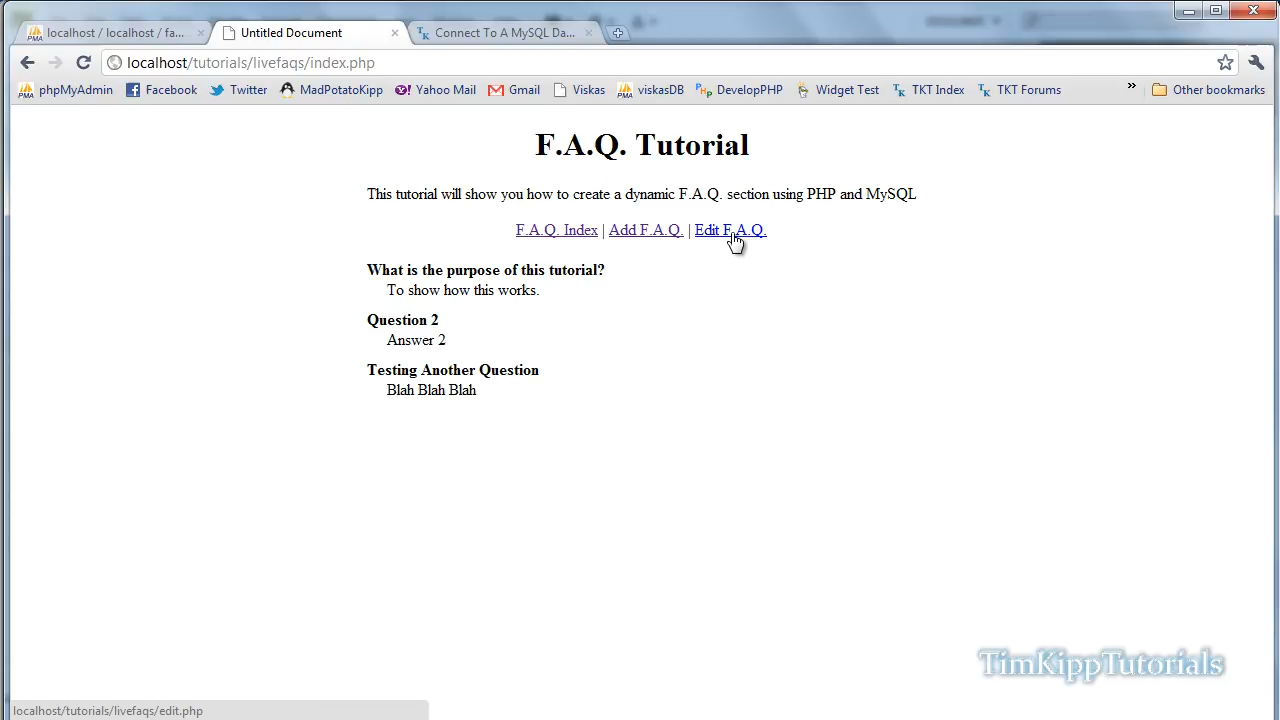 localhost / localhost / fa...
Untitled Document
Connect To A MySQL Da...
localhost/tutorials/livefaqs/index.php
phpMyAdmin Facebook Twitter MadPotatoKipp Yahoo Mail Gmail Viskas viskasDB DevelopPHP Widget Test TKT Index TKT Forums » Other bookmarks
F.A.Q. Tutorial
This tutorial will show you how to create a dynamic F.A.Q. section using PHP and MySQL
F.A.Q. Index | Add F.A.Q. | Edit F.A.Q.
What is the purpose of this tutorial?
To show how this works.
Question 2
Answer 2
Testing Another Question
Blah Blah Blah
TimKippTutorials
localhost/tutorials/livefaqs/edit.php